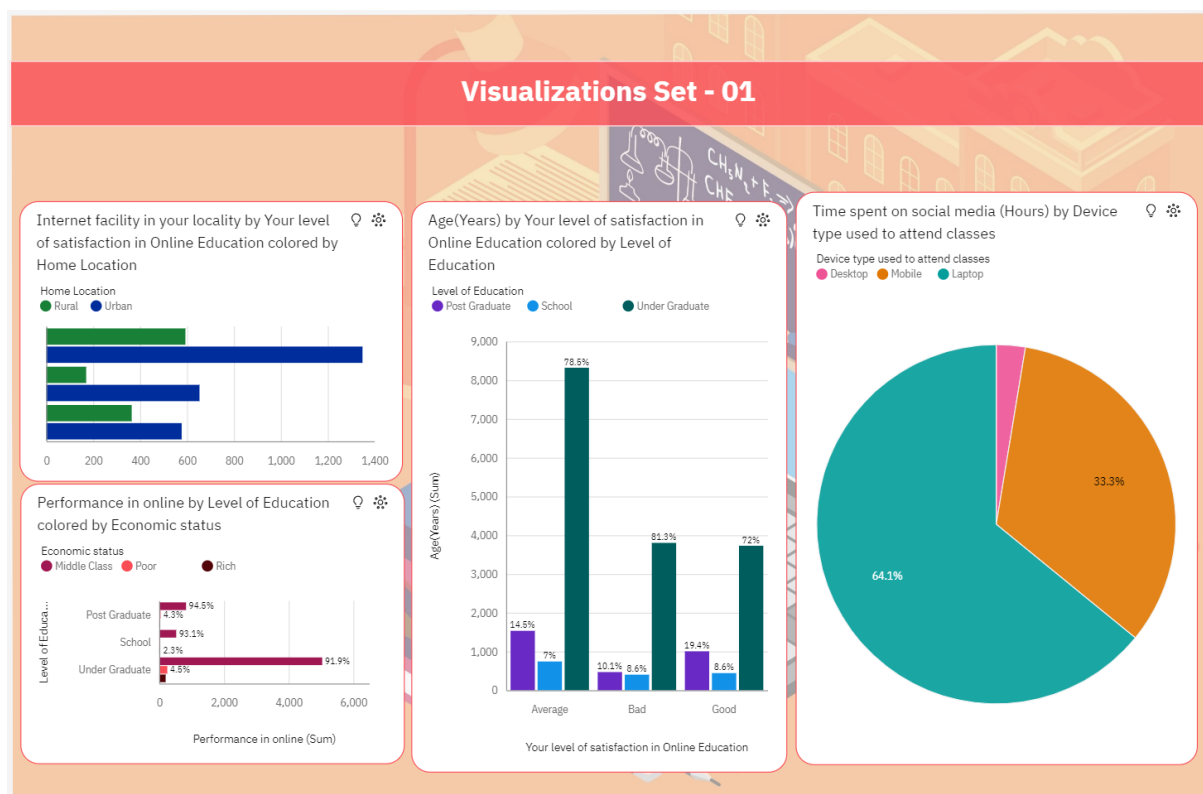 Visualizations Set - 01
Internet facility in your locality by Your level
of satisfaction in Online Education colored by
Home Location
Home Location
Rural Urban
0 200 400 600 800 1,000 1,200 1,400
Performance in online by Level of Education
colored by Economic status
Economic status
Middle Class Poor Rich
Level of Educa...
Post Graduate
94.5%
4.3%
School
93.1%
2.3%
Under Graduate
91.9%
4.5%
0 2,000 4,000 6,000
Performance in online (Sum)
Age(Years) by Your level of satisfaction in
Online Education colored by Level of
Education
Level of Education
Post Graduate School Under Graduate
Age(Years) (Sum)
9,000
8,000
7,000
6,000
5,000
4,000
3,000
2,000
1,000
0
14.5% 7% 78.5%
10.1% 8.6% 81.3%
19.4% 8.6% 72%
Average Bad Good
Your level of satisfaction in Online Education
Time spent on social media (Hours) by Device
type used to attend classes
Device type used to attend classes
Desktop Mobile Laptop
33.3%
64.1%